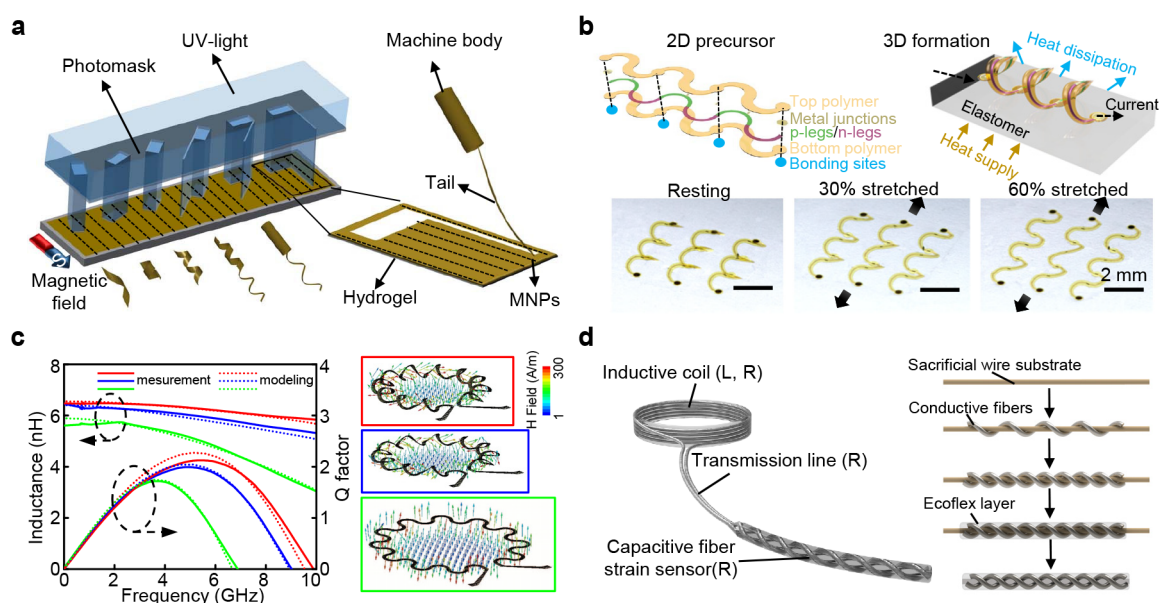 a
UV-light
Photomask
Machine body
Tail
S
Magnetic
field
Hydrogel
MNPs
b
2D precursor
3D formation
Heat dissipation
Top polymer
Metal junctions
p-legs/n-legs
Bottom polymer
Bonding sites
Current
Elastomer
Heat supply
Resting
30% stretched
60% stretched
2 mm
c
Inductance (nH)
8
6
4
2
0
mesurement
modeling
4
3
2
1
0
Q factor
0
2
4
6
8
10
Frequency (GHz)
H Field (A/m)
300
1
d
Inductive coil (L, R)
Transmission line (R)
Capacitive fiber
strain sensor(R)
Sacrificial wire substrate
Conductive fibers
Ecoflex layer